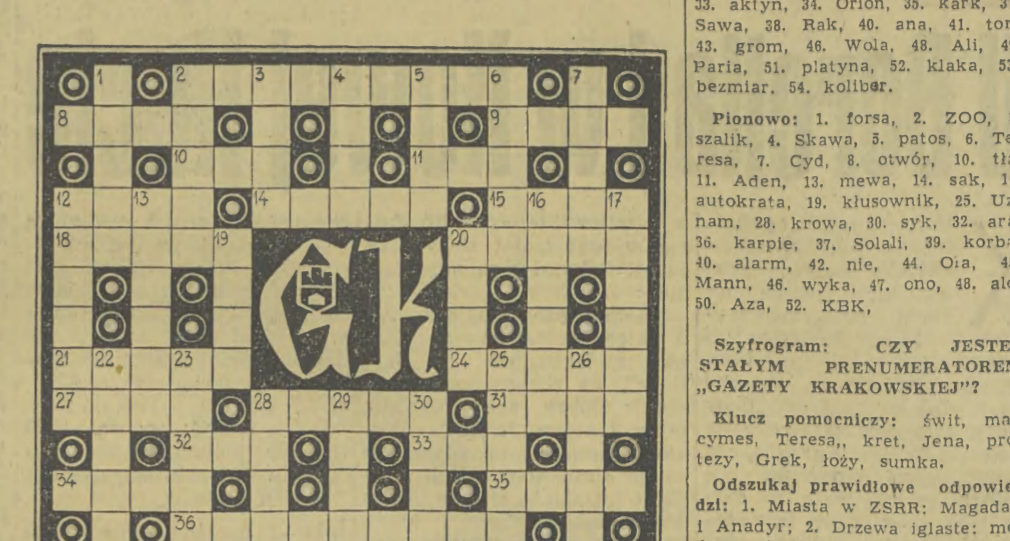 1 2 3 4 5 6 7
8 9
10 11
12 13 14 15 16 17
18 19 20
GK
21 22 23 24 25 26
27 28 29 30 31
32 33
34 35
36
33. aktyn, 34. Orion, 35. kark,
Sawa, 38. Rak, 40. ana, 41.
43. grom, 46. Wola, 48. Ali,
Paria, 51. platyna, 52. klaka,
bezmiar. 54. koliber.
Pionowo: 1. forsa,, 2. ZOO,
szalik, 4. Skawa, 5. patos, 6.
resa, 7. Cyd, 8. otwór, 10.
11. Aden, 13. mewa, 14. sak,
autokrata, 19. kłusownik, 25.
nam, 28. krowa, 30. syk, 32.
36. karpie, 37. Solali, 39.
40. alarm, 42. nie, 44.
Mann, 46. wyka, 47. ono, 48.
50. Aza, 52. KBK,
Szyfrogram: CZY
STAŁYM
„GAZETY KRAKOWSKIEJ"?
Klucz pomocniczy: świt,
cymes, Teresa,, kret, Jena,
tezy, Grek, łoży, sumka.
Odszukaj prawidłowe
dzi: 1. Miasta w ZSRR:
i Anadyr; 2. Drzewa iglaste: